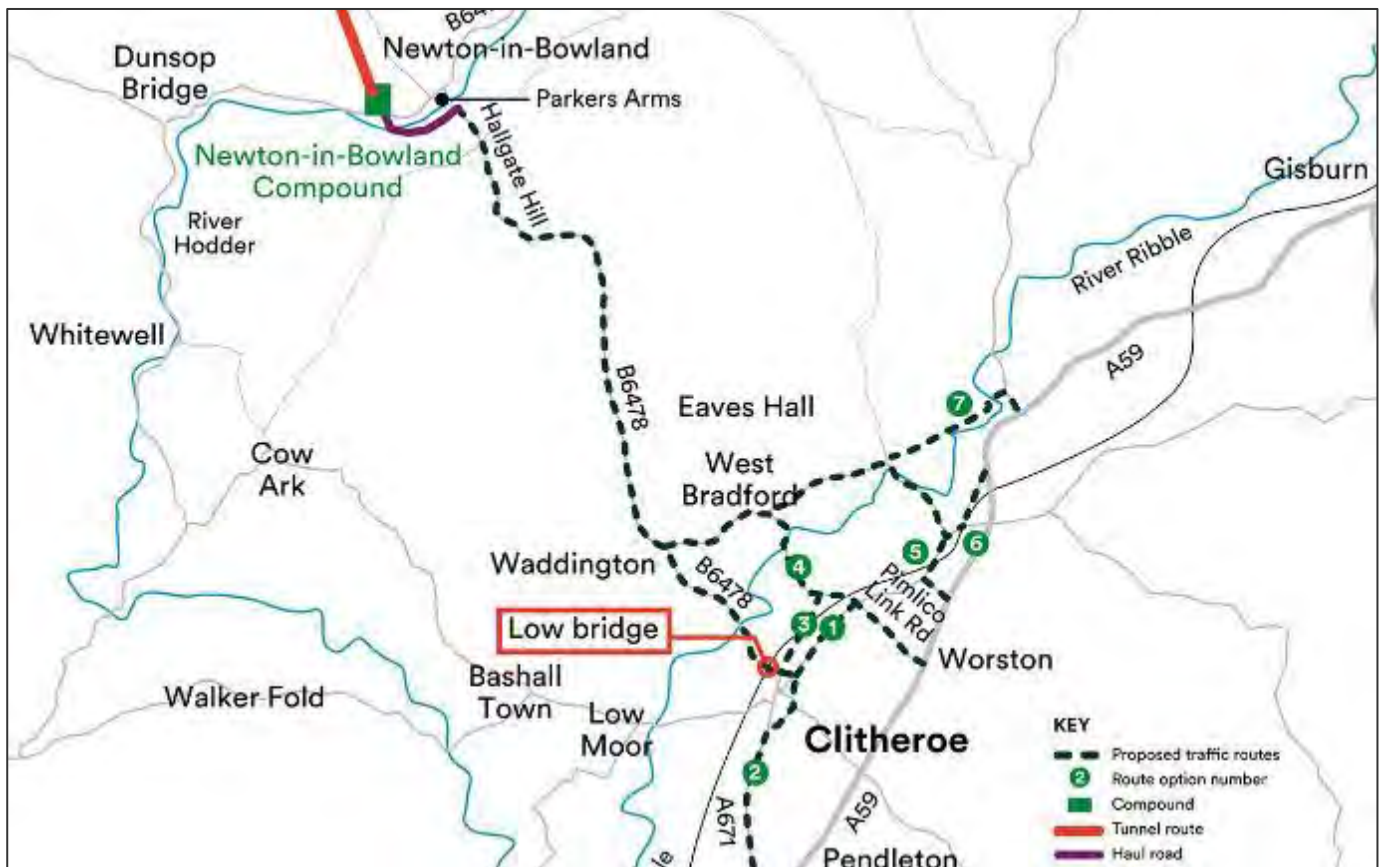 B64
Newton-in-Bowland
Dunsop
Bridge
Parkers Arms
Hallgate Hill
Newton-in-Bowland
Compound
Gisburn
River
Hodder
River Ribble
Whitewell
A59
B6478
Eaves Hall
7
West
Bradford
Cow
Ark
Waddington
B6478
4
5
6
Pimlico
Link Rd
Low bridge
3
1
Worston
Bashall
Town
Walker Fold
Low
Moor
Clitheroe
2
A671
A59
Pendleton
le
KEY
Proposed traffic routes
2 Route option number
Compound
Tunnel route
Haul road